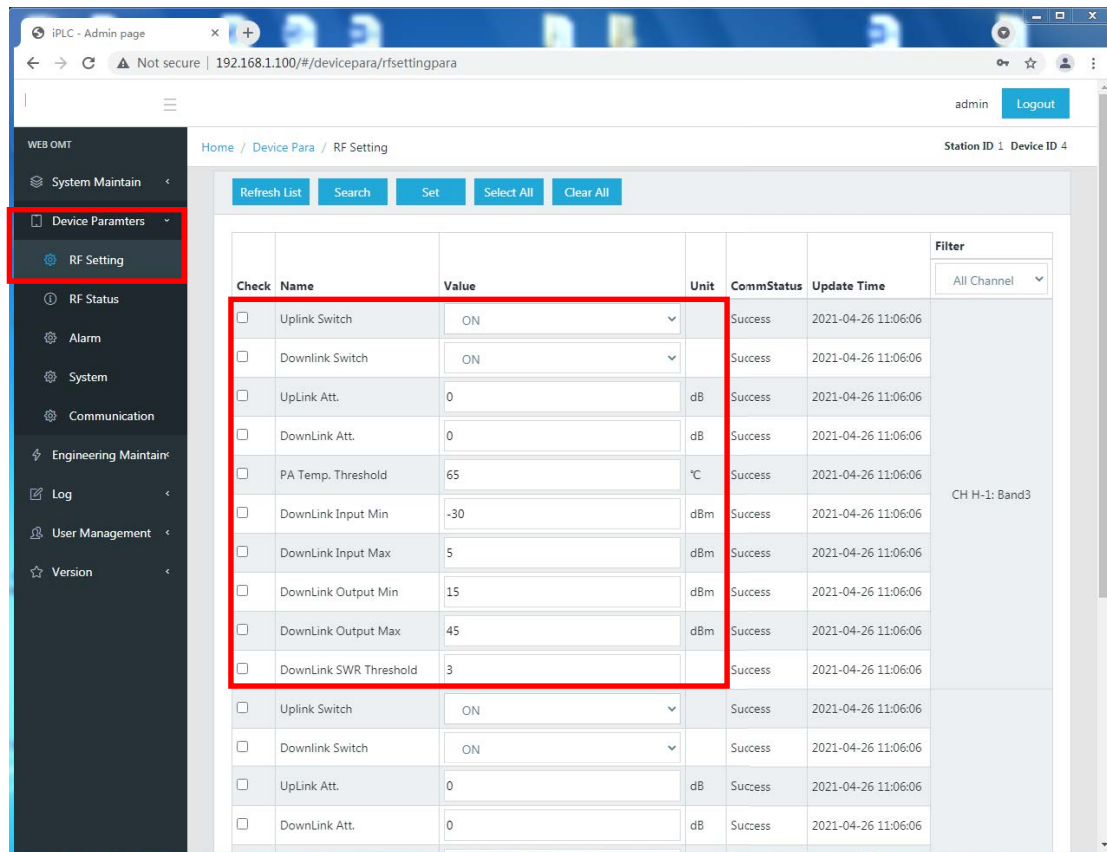 iPLC - Admin page
Not secure | 192.168.1.100/#/devicepara/rfsettingpara
admin Logout
WEB OMT
Home / Device Para / RF Setting
Station ID 1 Device ID 4
System Maintain
Device Paramters
RF Setting
RF Status
Alarm
System
Communication
Engineering Maintain
Log
User Management
Version
Refresh List Search Set Select All Clear All
Filter
Check Name Value Unit CommStatus Update Time All Channel
Uplink Switch ON Success 2021-04-26 11:06:06
Downlink Switch ON Success 2021-04-26 11:06:06
UpLink Att. 0 dB Success 2021-04-26 11:06:06
DownLink Att. 0 dB Success 2021-04-26 11:06:06
PA Temp. Threshold 65 ℃ Success 2021-04-26 11:06:06
CH H-1: Band3
DownLink Input Min -30 dBm Success 2021-04-26 11:06:06
DownLink Input Max 5 dBm Success 2021-04-26 11:06:06
DownLink Output Min 15 dBm Success 2021-04-26 11:06:06
DownLink Output Max 45 dBm Success 2021-04-26 11:06:06
DownLink SWR Threshold 3 Success 2021-04-26 11:06:06
Uplink Switch ON Success 2021-04-26 11:06:06
Downlink Switch ON Success 2021-04-26 11:06:06
UpLink Att. 0 dB Success 2021-04-26 11:06:06
DownLink Att. 0 dB Success 2021-04-26 11:06:06